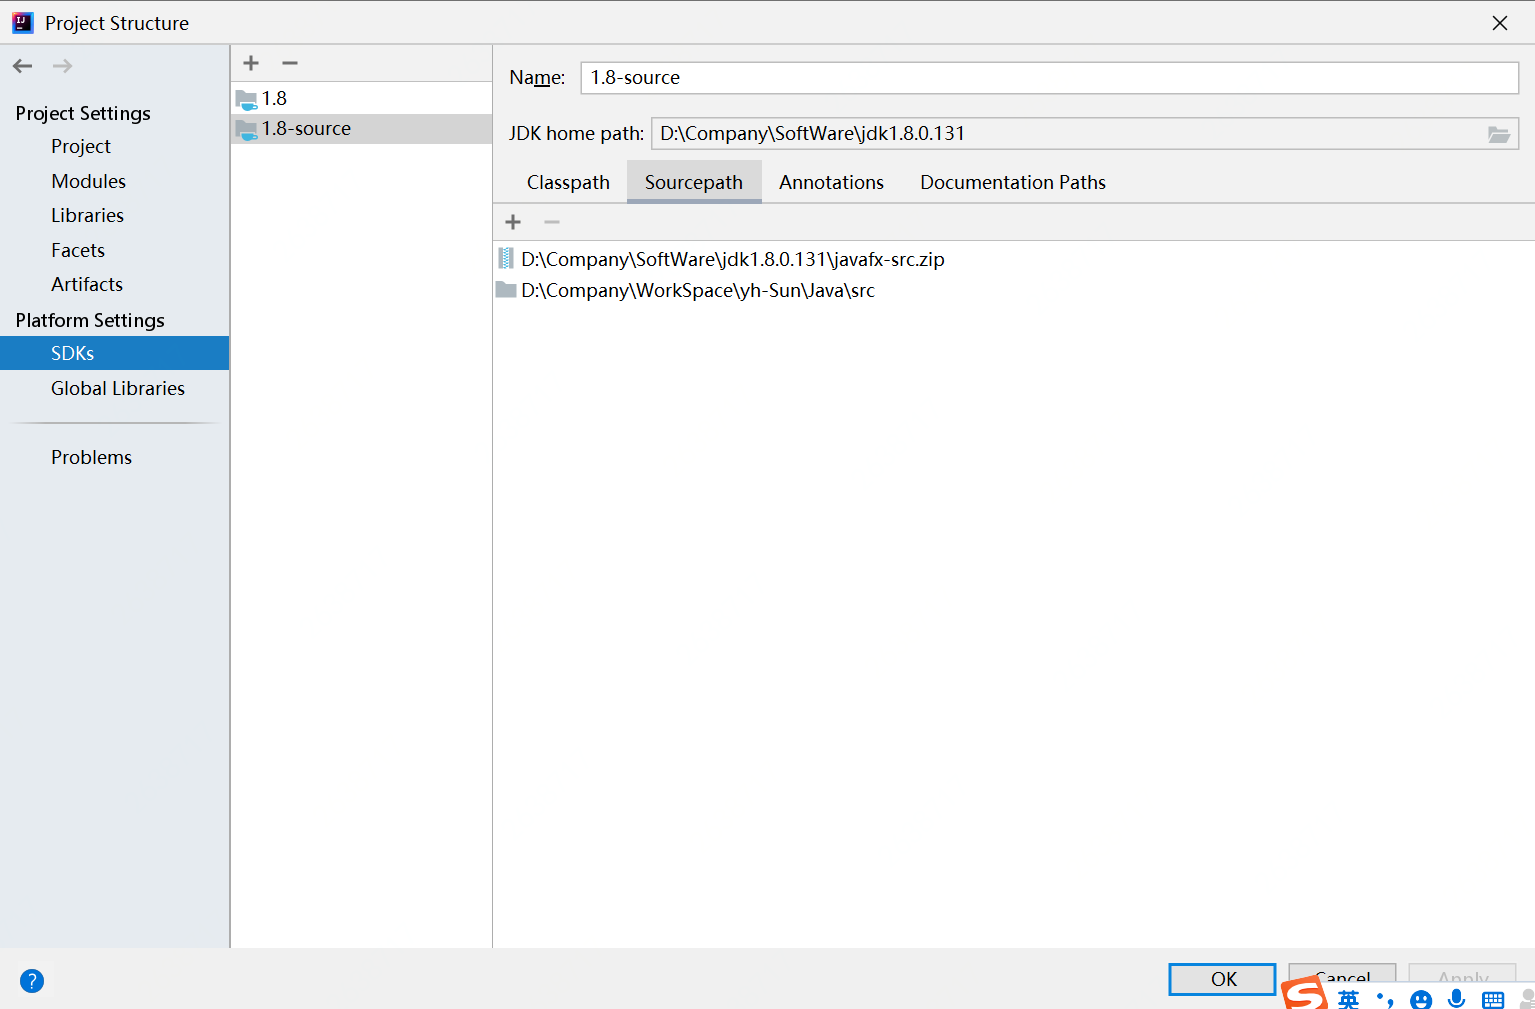 Project Structure
Project Settings
Project
Modules
Libraries
Facets
Artifacts
Platform Settings
SDKs
Global Libraries
Problems
1.8
1.8-source
Name: 1.8-source
JDK home path: D:\Company\SoftWare\jdk1.8.0.131
Classpath Sourcepath Annotations Documentation Paths
D:\Company\SoftWare\jdk1.8.0.131\javafx-src.zip
D:\Company\WorkSpace\yh-Sun\Java\src
? OK Cancel Apply
英